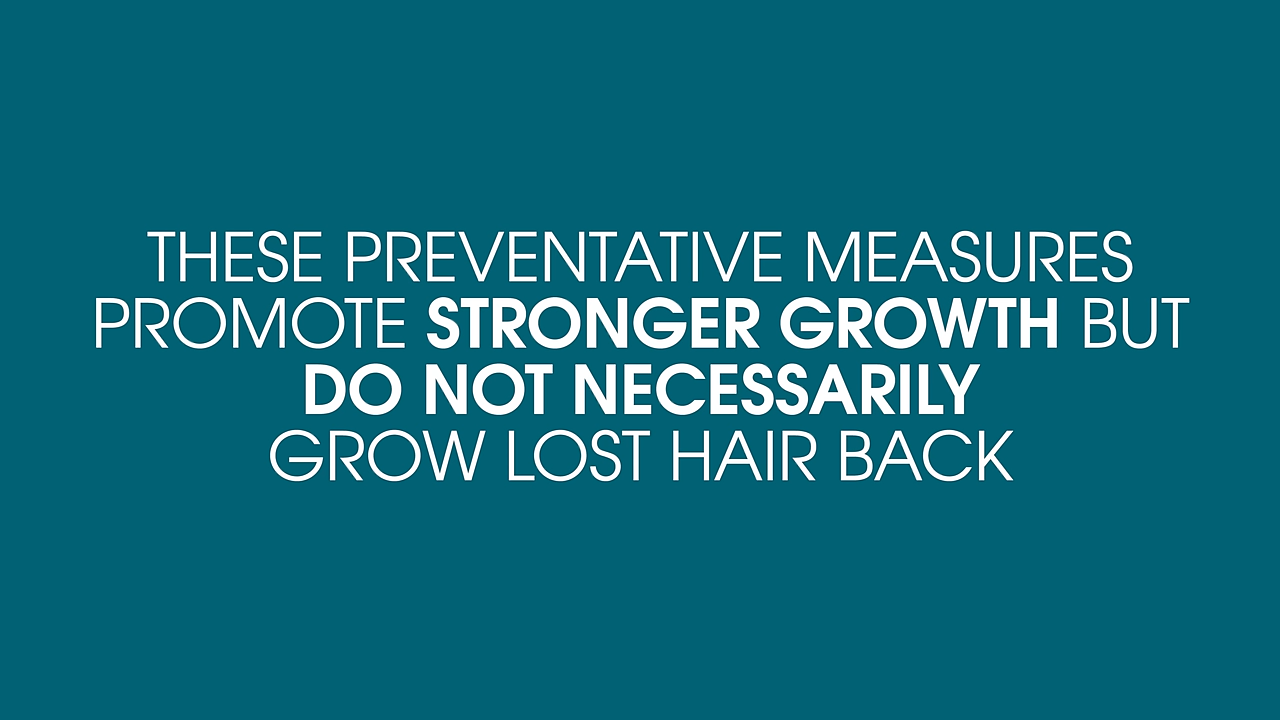 THESE PREVENTATIVE MEASURES
PROMOTE STRONGER GROWTH BUT
DO NOT NECESSARILY
GROW LOST HAIR BACK